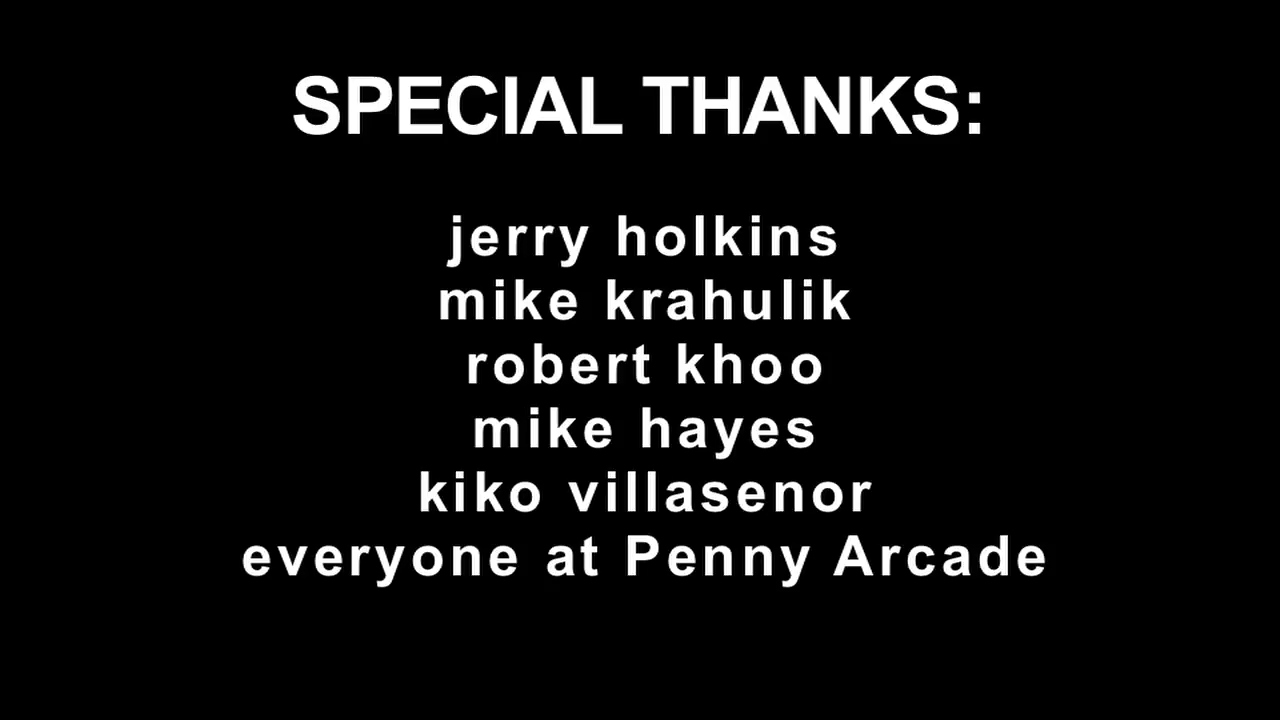 SPECIAL THANKS:
jerry holkins
mike krahulik
robert khoo
mike hayes
kiko villasenor
everyone at Penny Arcade